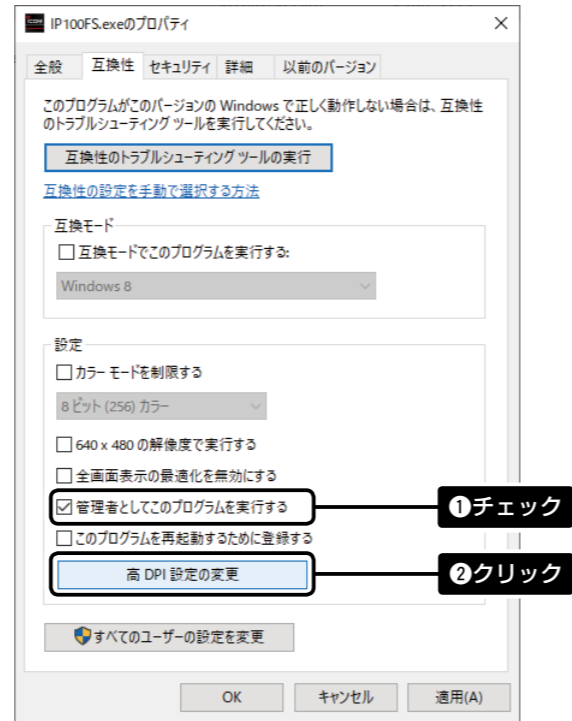 IP100FS.exeのプロパティ
全般 互換性 セキュリティ 詳細 以前のバージョン
このプログラムがこのバージョンの Windows で正しく動作しない場合は、互換性
のトラブルシューティング ツールを実行してください。
互換性のトラブルシューティング ツールの実行
互換性の設定を手動で選択する方法
互換モード
互換モードでこのプログラムを実行する:
Windows 8
設定
カラー モードを制限する
8 ビット (256) カラー
640 x 480 の解像度で実行する
全画面表示の最適化を無効にする
管理者としてこのプログラムを実行する
❶チェック
このプログラムを再起動するために登録する
高 DPI 設定の変更
❷クリック
すべてのユーザーの設定を変更
OK キャンセル 適用(A)